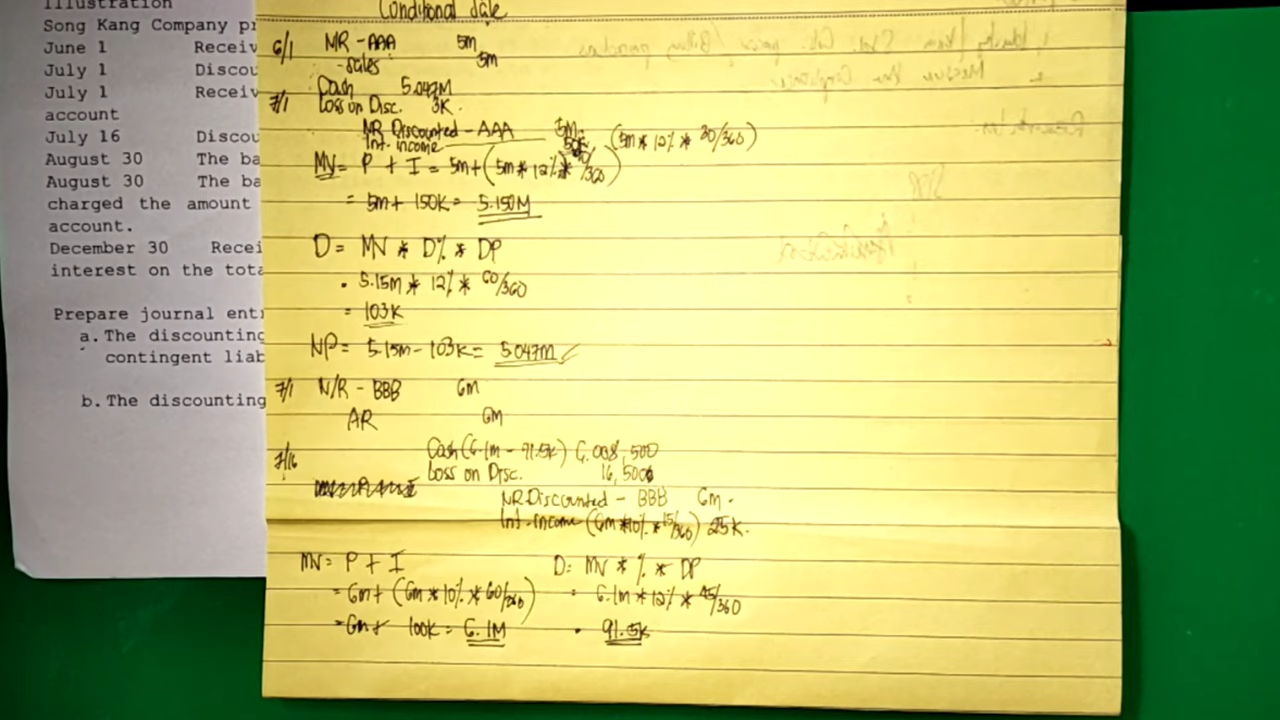 Illustration
Song Kang Company pr
June 1 Receiv
July 1 Discou
July 1 Receiv
account
July 16 Discou
August 30 The ba
August 30 The ba
charged the amount
account.
December 30 Recei
interest on the tota
Prepare journal ent
a. The discounting
contingent liab
b. The discounting
Conditional Sale
6/1 NR - AAA 5m
- Sales 5m
7/1 Cash 5.047M
Loss on Disc. 3K.
NR Discounted - AAA 5M
Int. income 50K (5m * 12% * 30/360)
MV = P + I = 5m + (5m * 12% * 90/360)
= 5m + 150K = 5.150M
D = MV * D% * DP
= 5.15m * 12% * 60/360
= 103K
NP = 5.15m - 103K = 5.047M
7/1 N/R - BBB 6m
AR 6m
7/16 Cash (6.1m - 91.5k) 6,008,500
Loss on Disc. 16,500
NR Discounted - BBB 6m.
Int. income (6m * 10% * 15/360) 25K.
MV = P + I
= 6m + (6m * 10% * 60/360)
= 6m + 100K = 6.1M
D = MV * % * DP
= 6.1m * 12% * 45/360
= 91.5k